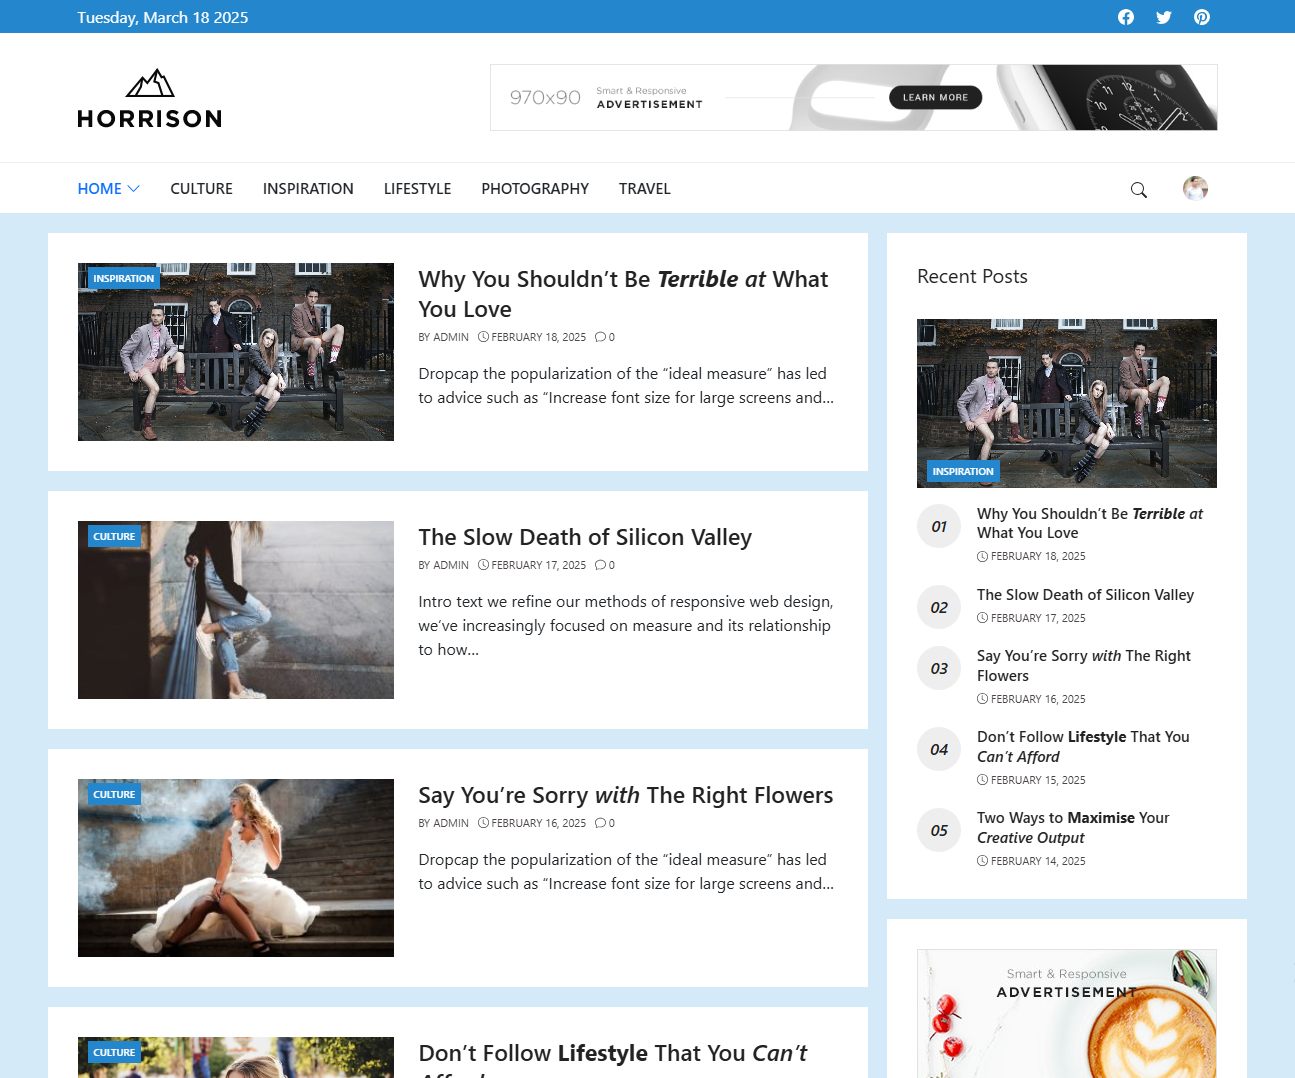 Tuesday, March 18 2025
HORRISON
970x90
Smart & Responsive
ADVERTISEMENT
LEARN MORE
HOME CULTURE INSPIRATION LIFESTYLE PHOTOGRAPHY TRAVEL
INSPIRATION
Why You Shouldn’t Be Terrible at What
You Love
BY ADMIN FEBRUARY 18, 2025 0
Dropcap the popularization of the “ideal measure” has led
to advice such as “Increase font size for large screens and...
CULTURE
The Slow Death of Silicon Valley
BY ADMIN FEBRUARY 17, 2025 0
Intro text we refine our methods of responsive web design,
we’ve increasingly focused on measure and its relationship
to how...
CULTURE
Say You’re Sorry with The Right Flowers
BY ADMIN FEBRUARY 16, 2025 0
Dropcap the popularization of the “ideal measure” has led
to advice such as “Increase font size for large screens and...
CULTURE
Don’t Follow Lifestyle That You Can’t
Recent Posts
INSPIRATION
01
Why You Shouldn’t Be Terrible at
What You Love
FEBRUARY 18, 2025
02
The Slow Death of Silicon Valley
FEBRUARY 17, 2025
03
Say You’re Sorry with The Right
Flowers
FEBRUARY 16, 2025
04
Don’t Follow Lifestyle That You
Can’t Afford
FEBRUARY 15, 2025
05
Two Ways to Maximise Your
Creative Output
FEBRUARY 14, 2025
Smart & Responsive
ADVERTISEMENT